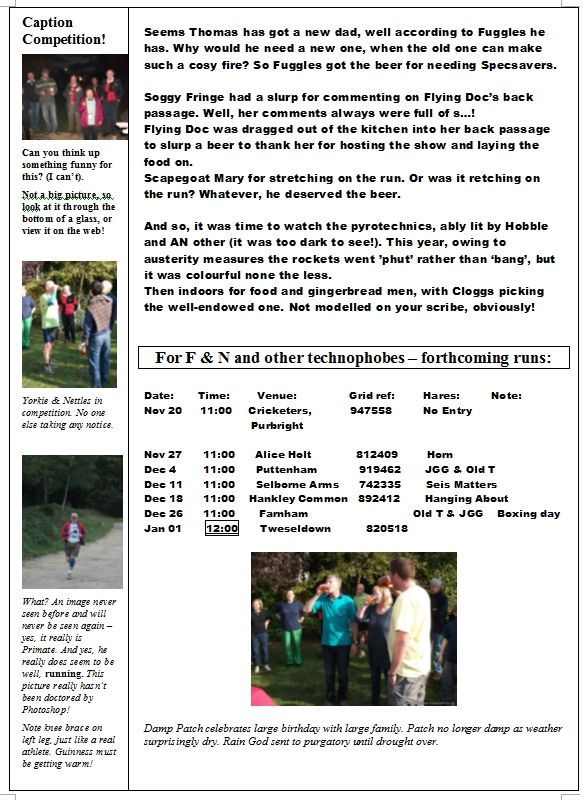 Caption
Competition!
Can you think up
something funny for
this? (I can't).
Not a big picture, so
look at it through the
bottom of a glass, or
view it on the web!
Yorkie & Nettles in
competition. No one
else taking any notice.
What? An image never
seen before and will
never be seen again –
yes, it really is
Primate. And yes, he
really does seem to be
well, running. This
picture really hasn't
been doctored by
Photoshop!
Note knee brace on
left leg, just like a real
athlete. Guinness must
be getting warm!
Seems Thomas has got a new dad, well according to Fuggles he
has. Why would he need a new one, when the old one can make
such a cosy fire? So Fuggles got the beer for needing Specsavers.
Soggy Fringe had a slurp for commenting on Flying Doc's back
passage. Well, her comments always were full of s…!
Flying Doc was dragged out of the kitchen into her back passage
to slurp a beer to thank her for hosting the show and laying the
food on.
Scapegoat Mary for stretching on the run. Or was it retching on
the run? Whatever, he deserved the beer.
And so, it was time to watch the pyrotechnics, ably lit by Hobble
and AN other (it was too dark to see!). This year, owing to
austerity measures the rockets went 'phut' rather than 'bang', but
it was colourful none the less.
Then indoors for food and gingerbread men, with Cloggs picking
the well-endowed one. Not modelled on your scribe, obviously!
For F & N and other technophobes – forthcoming runs:
Date: Time: Venue: Grid ref: Hares: Note:
Nov 20 11:00 Cricketers, 947558 No Entry
Purbright
Nov 27 11:00 Alice Holt 812409 Horn
Dec 4 11:00 Puttenham 919462 JGG & Old T
Dec 11 11:00 Selborne Arms 742335 Seis Matters
Dec 18 11:00 Hankley Common 892412 Hanging About
Dec 26 11:00 Farnham Old T & JGG Boxing day
Jan 01 12:00 Tweseldown 820518
Damp Patch celebrates large birthday with large family. Patch no longer damp as weather
surprisingly dry. Rain God sent to purgatory until drought over.